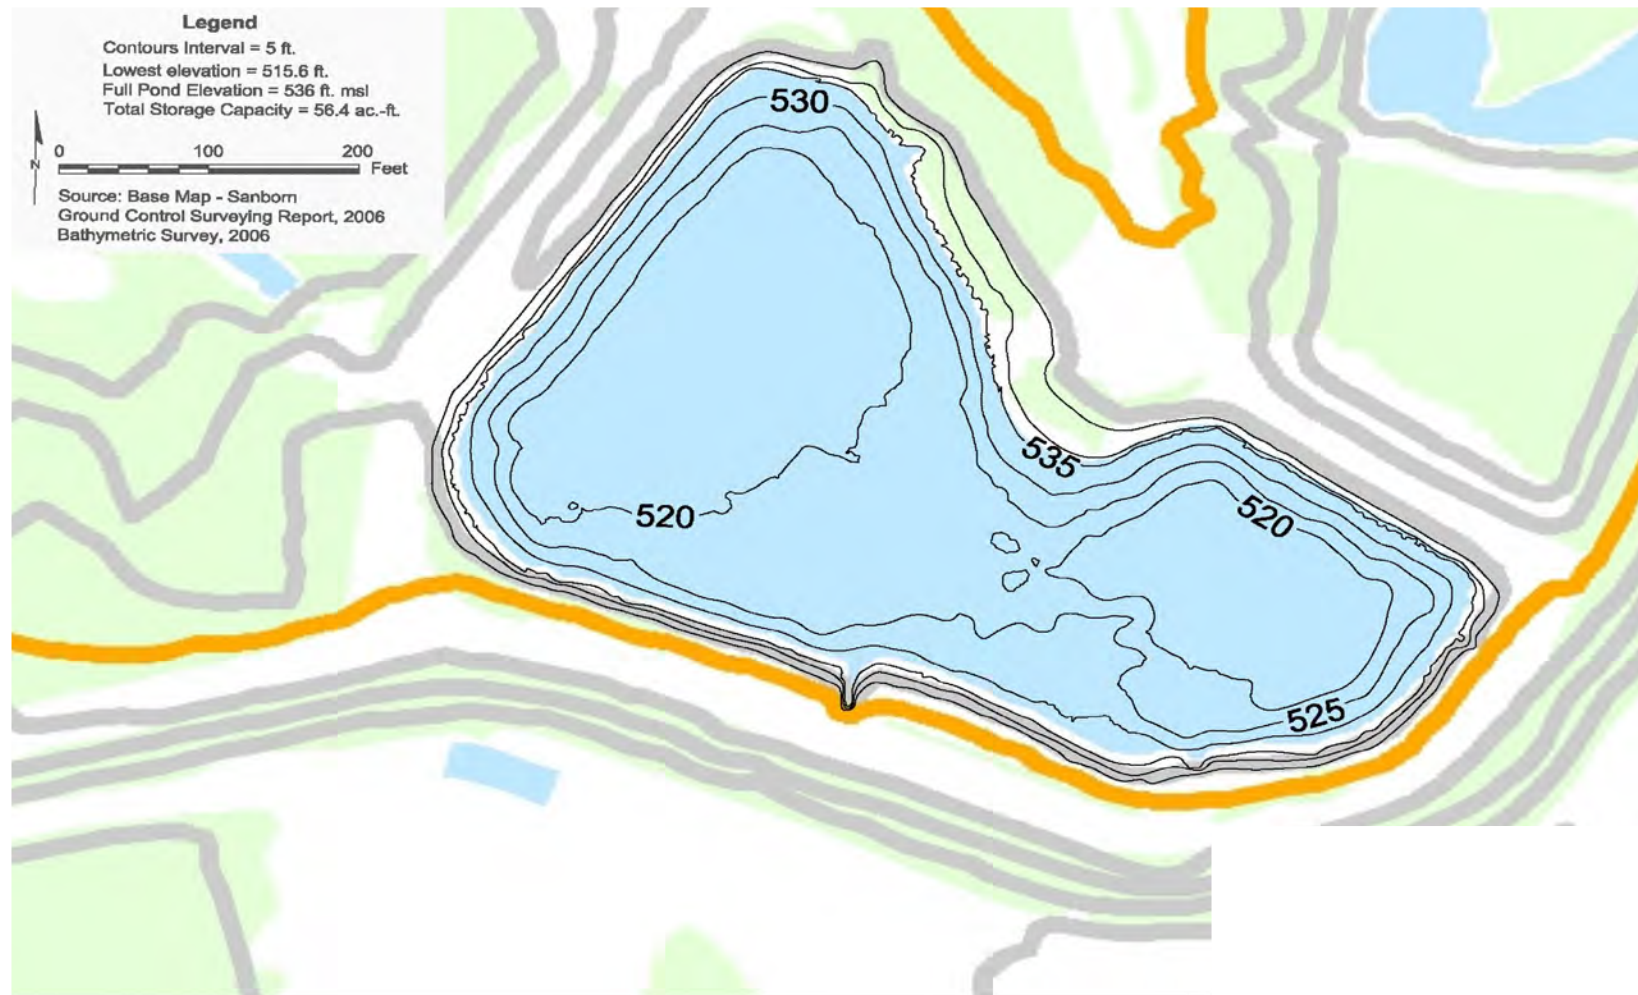 Legend
Contours Interval = 5 ft.
Lowest elevation = 515.6 ft.
Full Pond Elevation = 536 ft. msl
Total Storage Capacity = 56.4 ac.-ft.
N
0 100 200
Feet
Source: Base Map - Sanborn
Ground Control Surveying Report, 2006
Bathymetric Survey, 2006
530
535
520
520
525